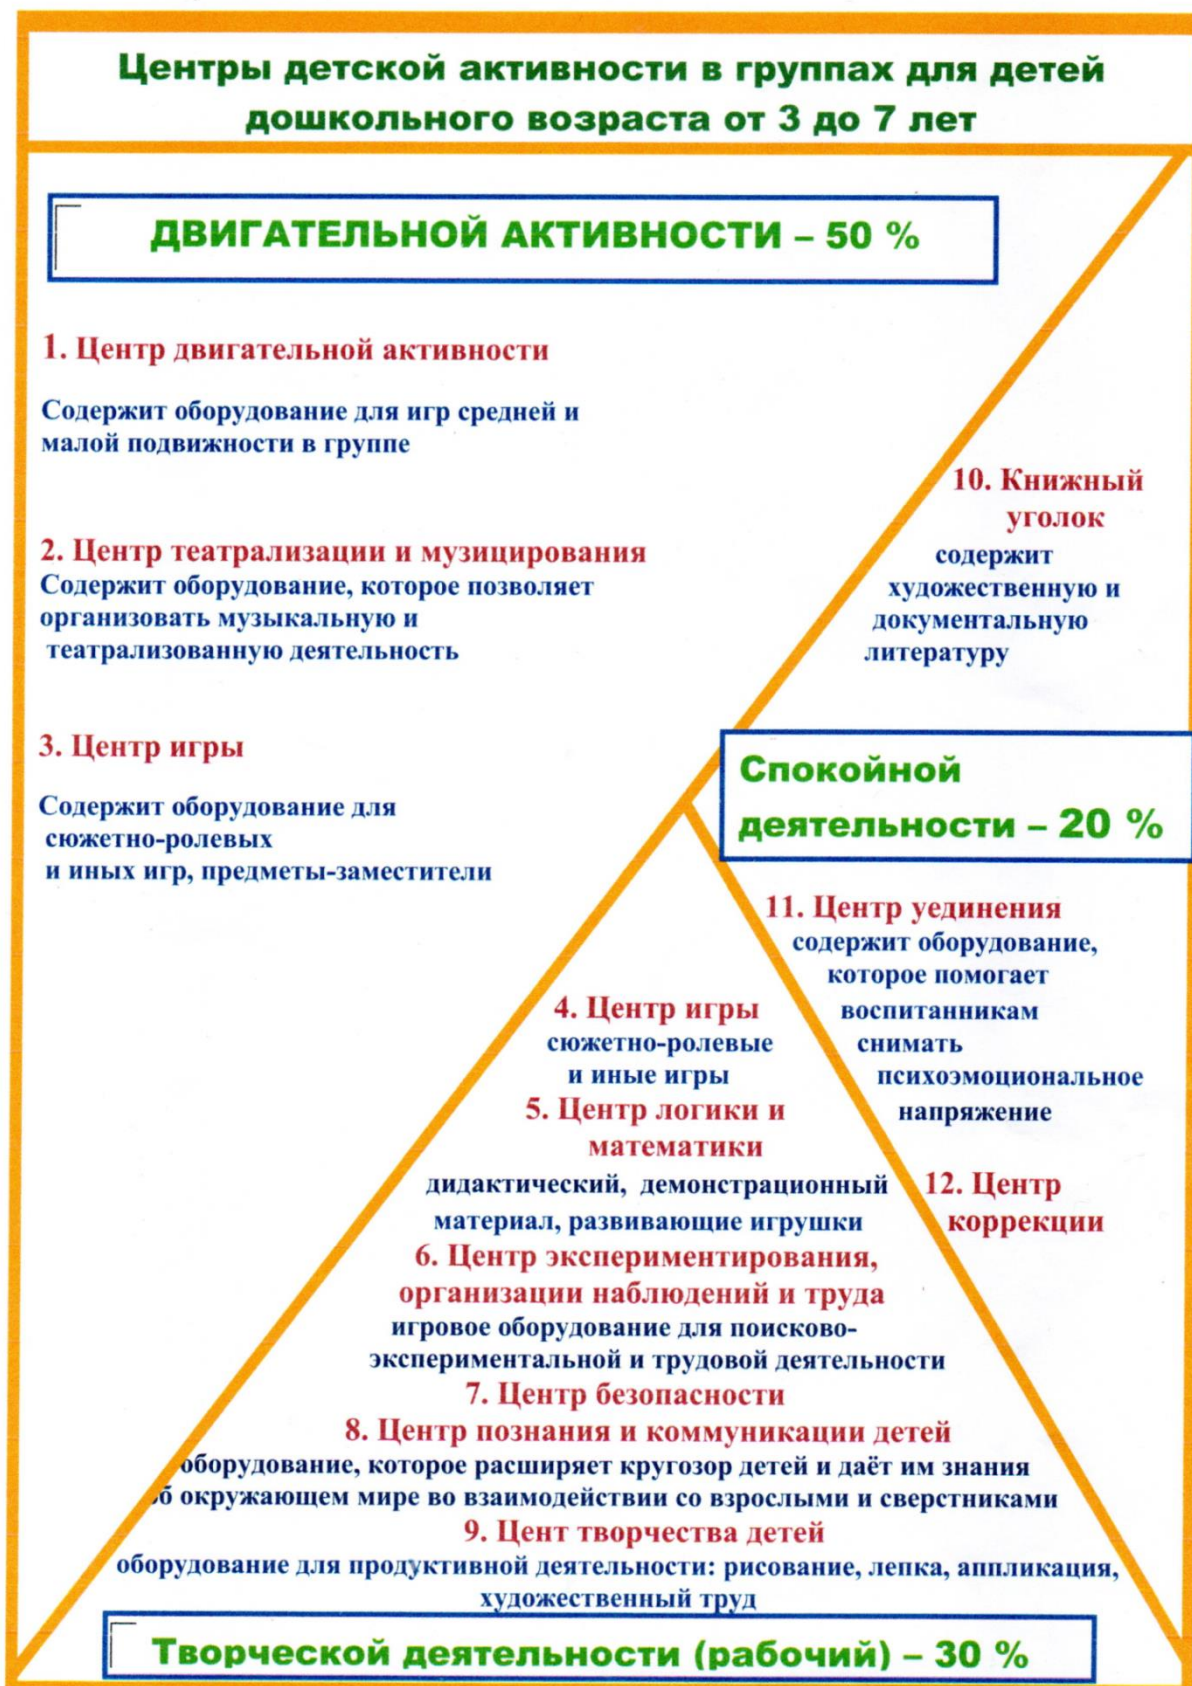 Центры детской активности в группах для детей
дошкольного возраста от 3 до 7 лет
ДВИГАТЕЛЬНОЙ АКТИВНОСТИ – 50 %
1. Центр двигательной активности
Содержит оборудование для игр средней и
малой подвижности в группе
2. Центр театрализации и музицирования
Содержит оборудование, которое позволяет
организовать музыкальную и
театрализованную деятельность
3. Центр игры
Содержит оборудование для
сюжетно-ролевых
и иных игр, предметы-заместители
10. Книжный
уголок
содержит
художественную и
документальную
литературу
Спокойной
деятельности – 20 %
11. Центр уединения
содержит оборудование,
которое помогает
воспитанникам
снимать
психоэмоциональное
напряжение
12. Центр
коррекции
4. Центр игры
сюжетно-ролевые
и иные игры
5. Центр логики и
математики
дидактический, демонстрационный
материал, развивающие игрушки
6. Центр экспериментирования,
организации наблюдений и труда
игровое оборудование для поисково-
экспериментальной и трудовой деятельности
7. Центр безопасности
8. Центр познания и коммуникации детей
оборудование, которое расширяет кругозор детей и даёт им знания
об окружающем мире во взаимодействии со взрослыми и сверстниками
9. Цент творчества детей
оборудование для продуктивной деятельности: рисование, лепка, аппликация,
художественный труд
Творческой деятельности (рабочий) – 30 %